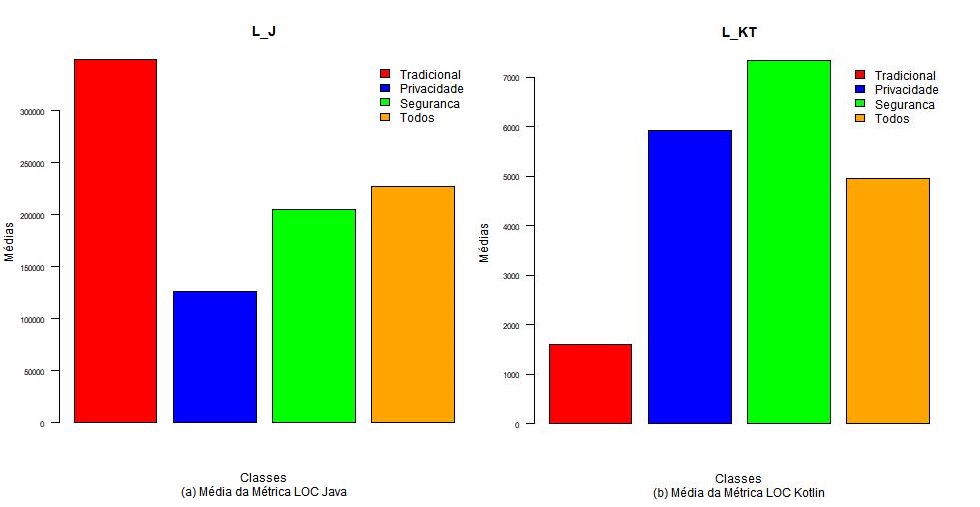 L_J
Tradicional
Privacidade
Seguranca
Todos
Médias
300000
250000
200000
150000
100000
50000
0
Classes
(a) Média da Métrica LOC Java
L_KT
Tradicional
Privacidade
Seguranca
Todos
Médias
7000
6000
5000
4000
3000
2000
1000
0
Classes
(b) Média da Métrica LOC Kotlin